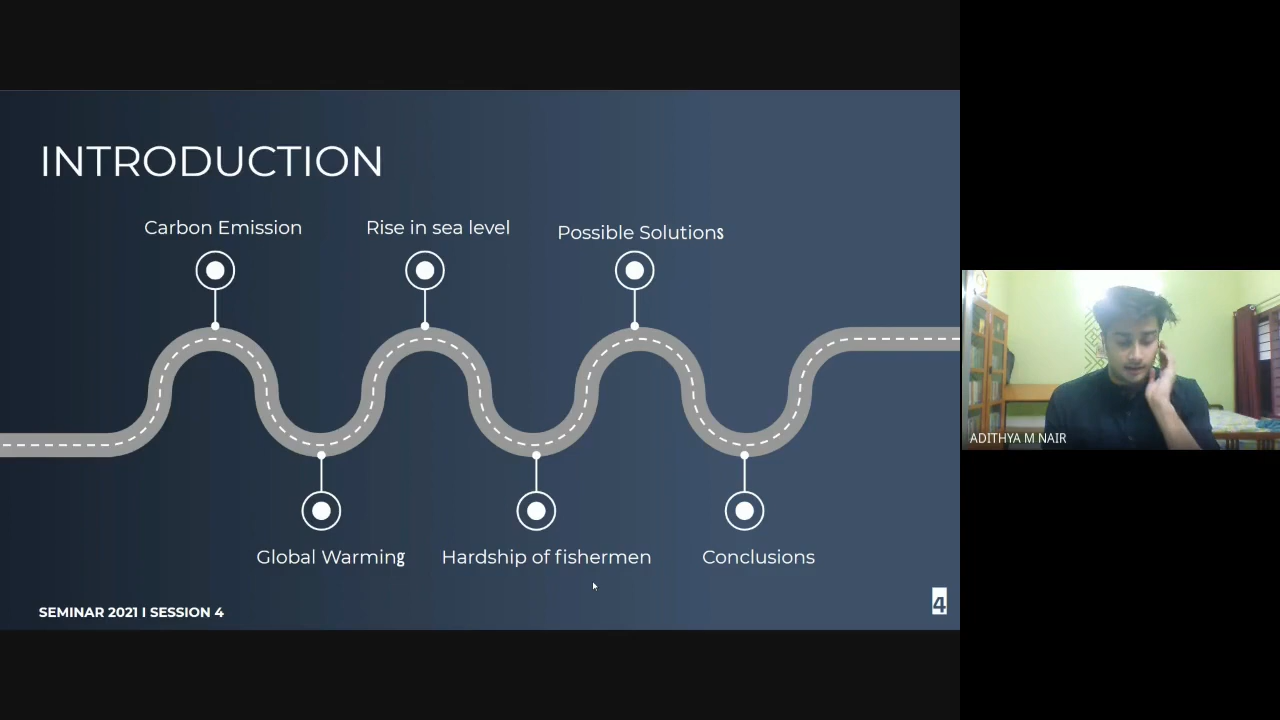 INTRODUCTION
Carbon Emission
Rise in sea level
Possible Solutions
Global Warming
Hardship of fishermen
Conclusions
SEMINAR 2021 I SESSION 4
4
ADITHYA M NAIR